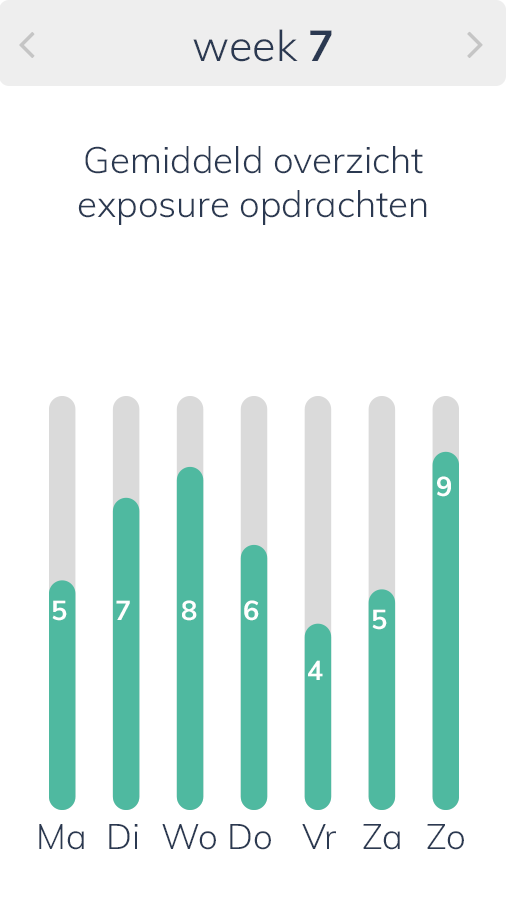 week 7
Gemiddeld overzicht
exposure opdrachten
5 7 8 6 4 5 9
Ma Di Wo Do Vr Za Zo